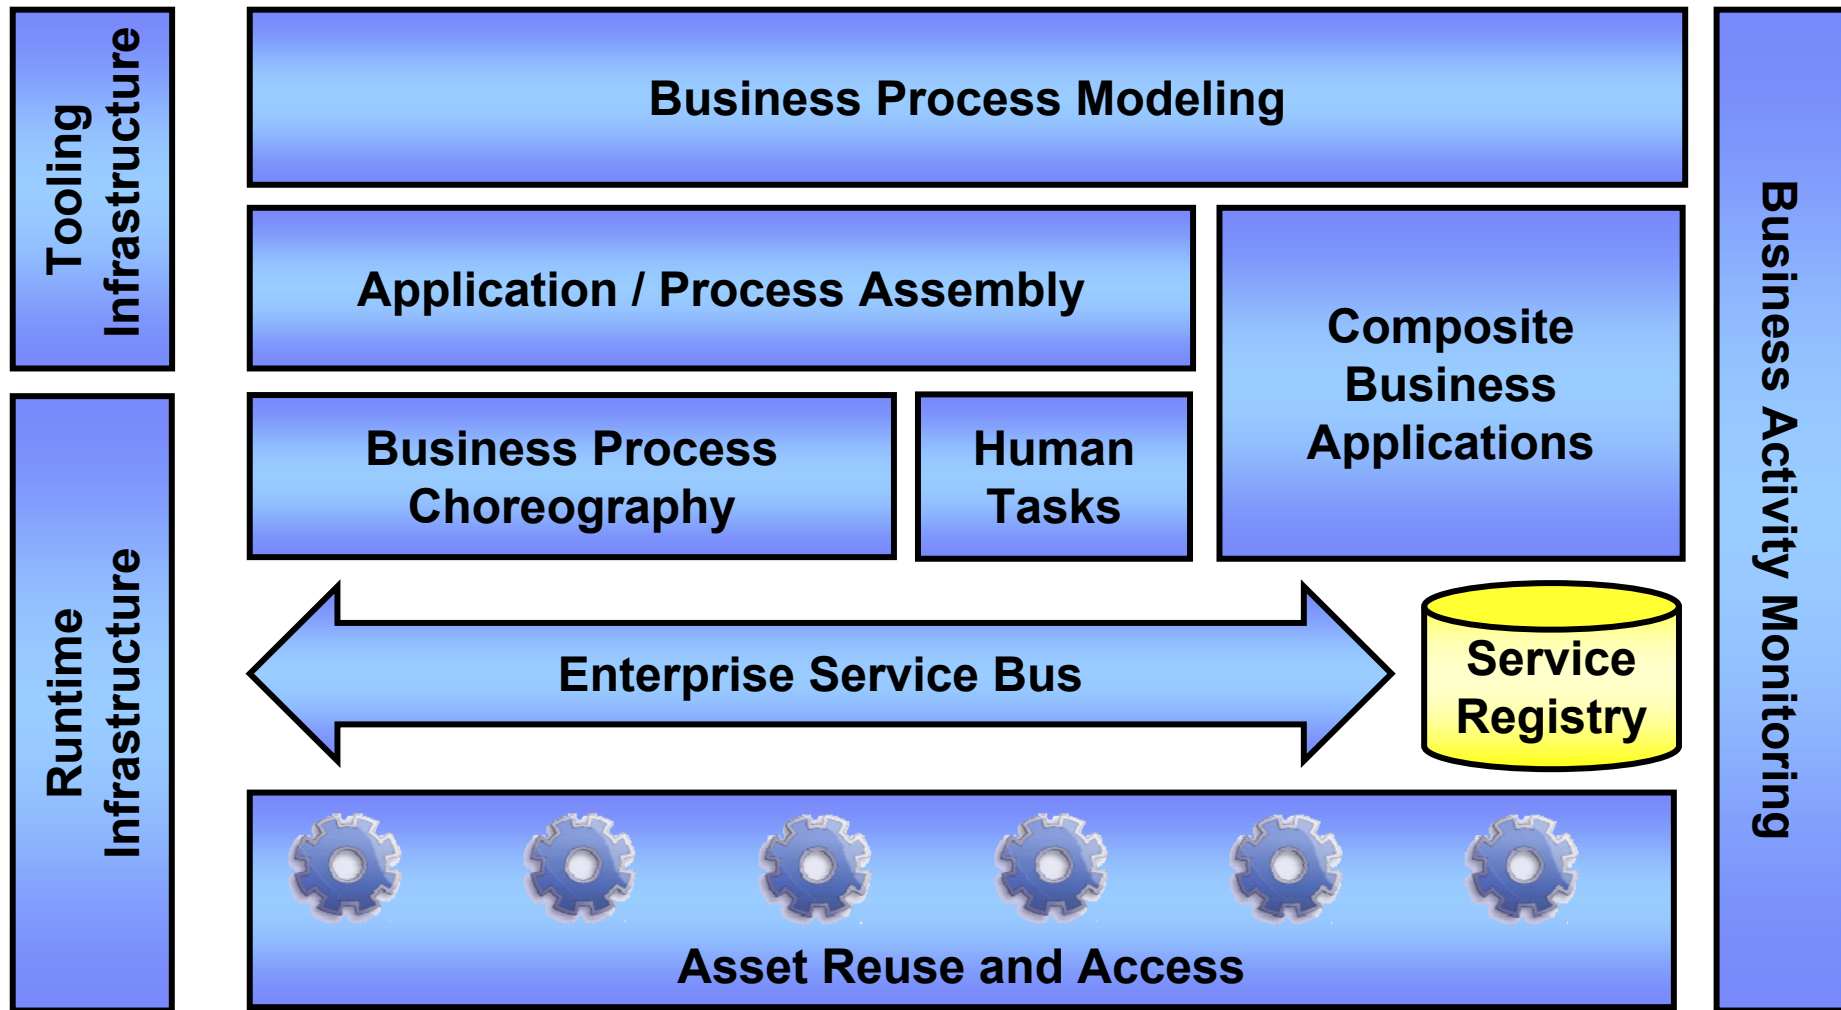 Tooling
Infrastructure
Business Process Modeling
Application / Process Assembly
Composite
Business
Applications
Business Activity Monitoring
Runtime
Infrastructure
Business Process
Choreography
Human
Tasks
Enterprise Service Bus
Service
Registry
Asset Reuse and Access